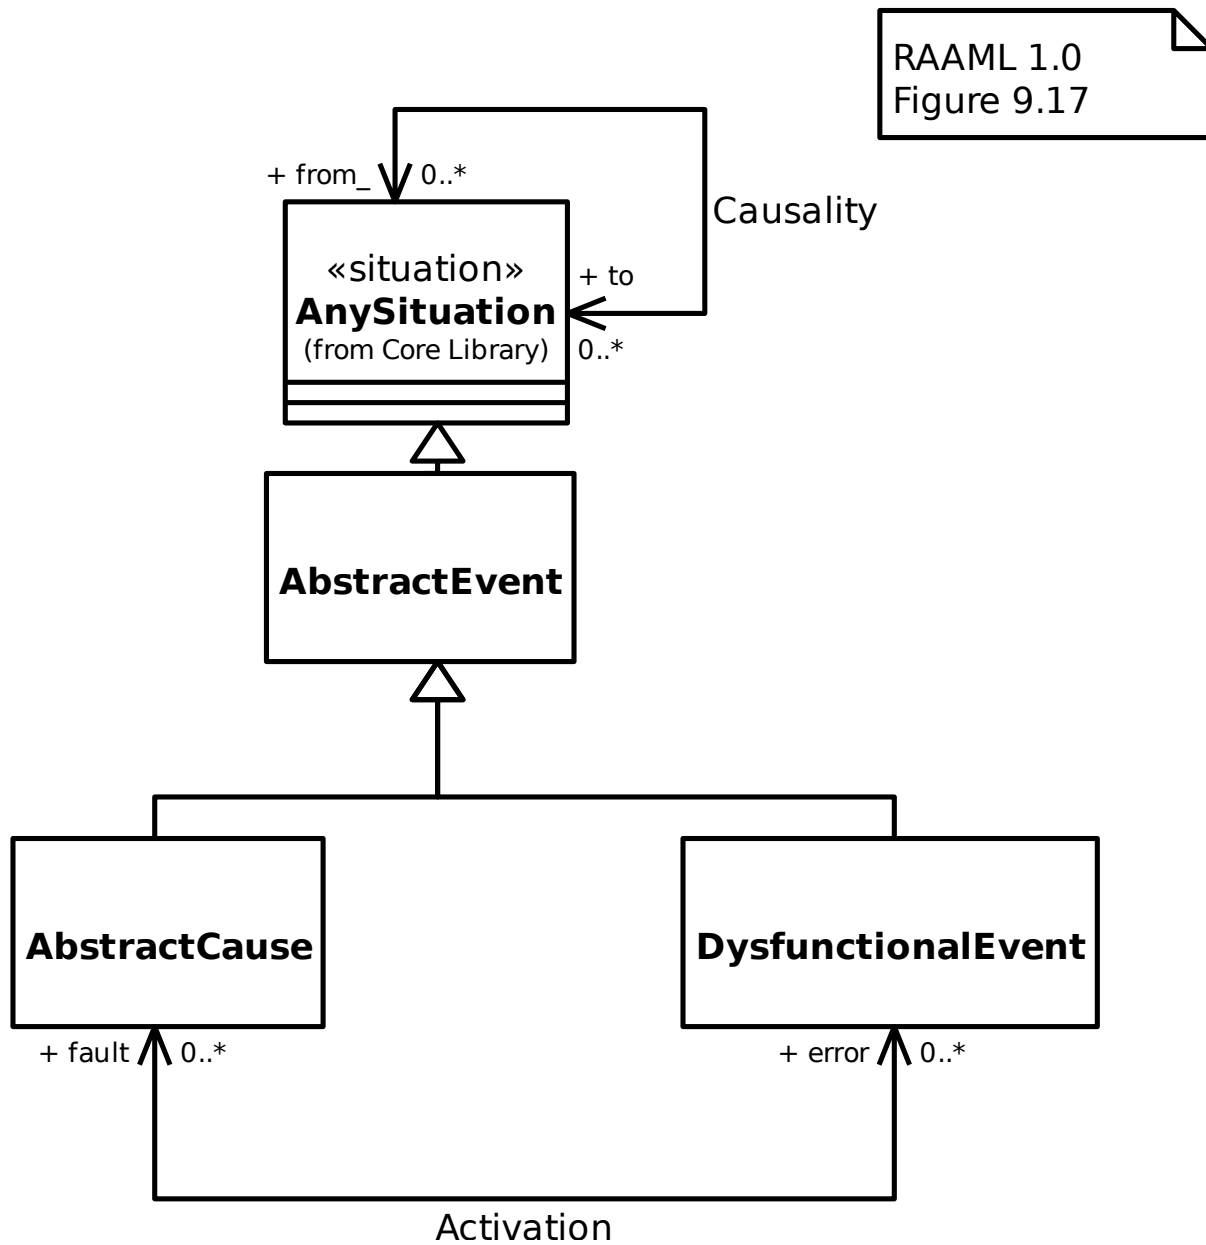 RAAML 1.0
Figure 9.17
+ from_ 0..*
Causality
«situation»
AnySituation
(from Core Library)
+ to
0..*
AbstractEvent
AbstractCause
DysfunctionalEvent
+ fault 0..*
+ error 0..*
Activation